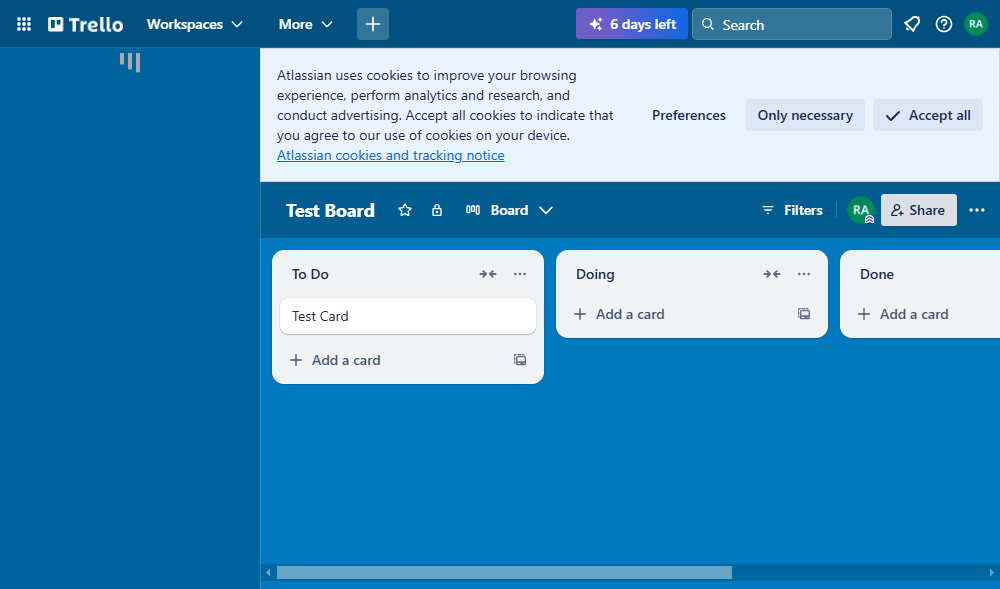 Trello
Workspaces
More
6 days left
Search
RA
Atlassian uses cookies to improve your browsing
experience, perform analytics and research, and
conduct advertising. Accept all cookies to indicate that
you agree to our use of cookies on your device.
Atlassian cookies and tracking notice
Preferences
Only necessary
Accept all
Test Board
Board
Filters
RA
Share
To Do
Test Card
Add a card
Doing
Add a card
Done
Add a card